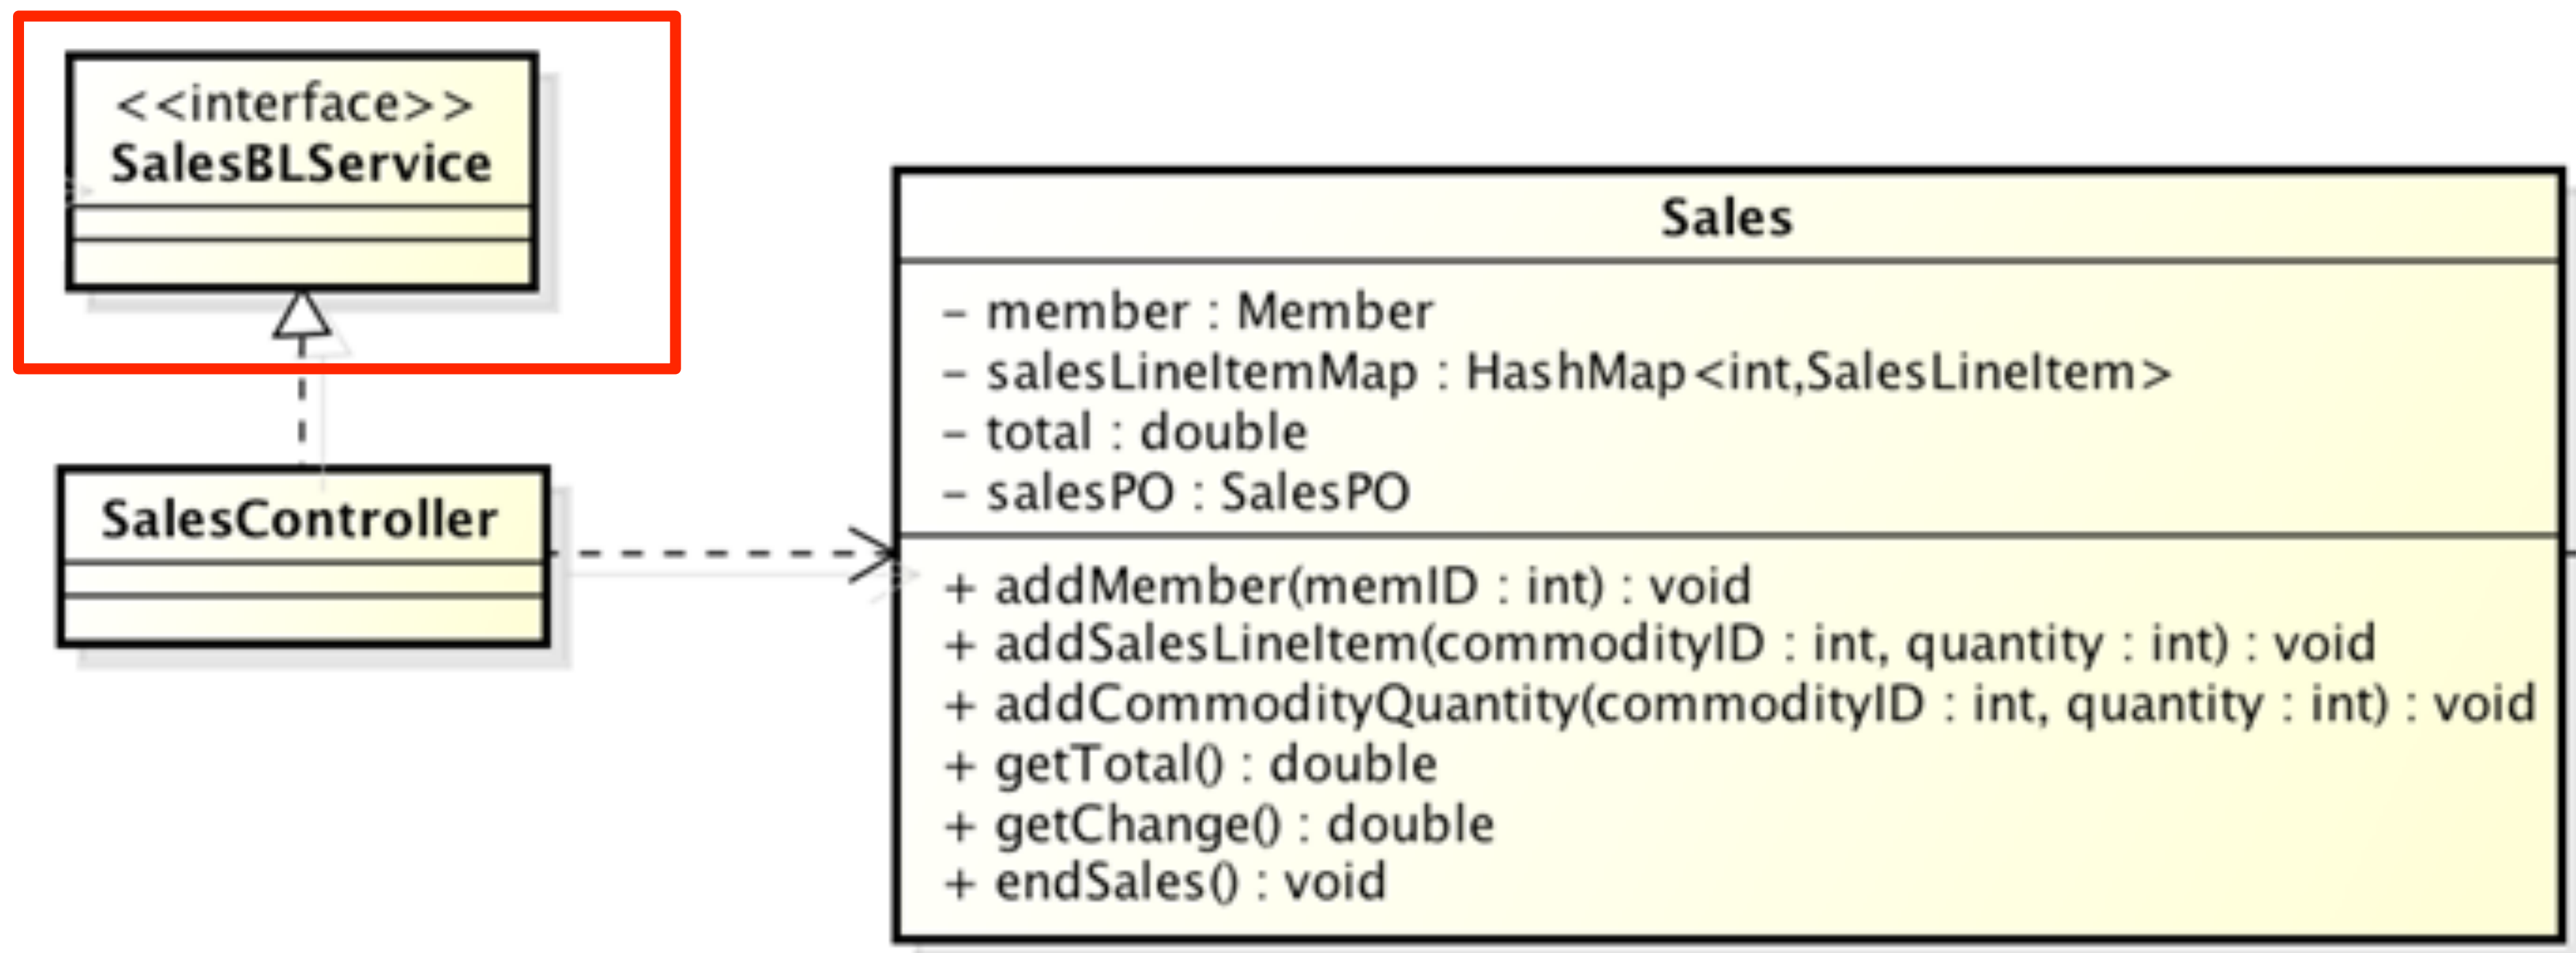 <<interface>>
SalesBLService
SalesController
Sales
– member : Member
– salesLineItemMap : HashMap<int,SalesLineItem>
– total : double
– salesPO : SalesPO
+ addMember(memID : int) : void
+ addSalesLineItem(commodityID : int, quantity : int) : void
+ addCommodityQuantity(commodityID : int, quantity : int) : void
+ getTotal() : double
+ getChange() : double
+ endSales() : void